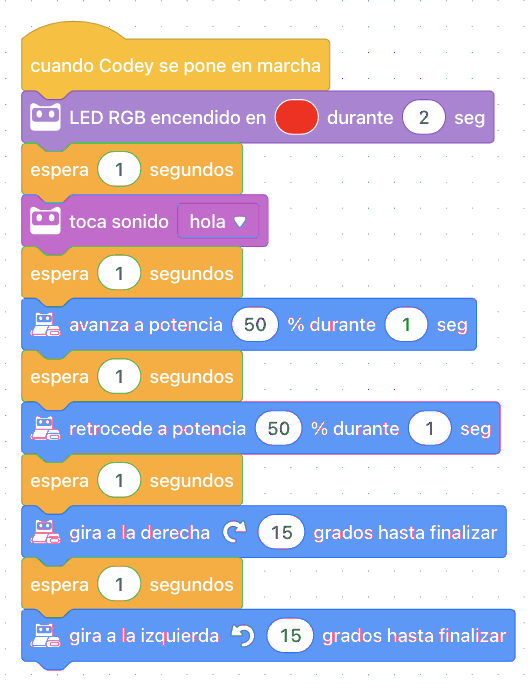 cuando Codey se pone en marcha
LED RGB encendido en durante 2 seg
espera 1 segundos
toca sonido hola
espera 1 segundos
avanza a potencia 50 % durante 1 seg
espera 1 segundos
retrocede a potencia 50 % durante 1 seg
espera 1 segundos
gira a la derecha 15 grados hasta finalizar
espera 1 segundos
gira a la izquierda 15 grados hasta finalizar